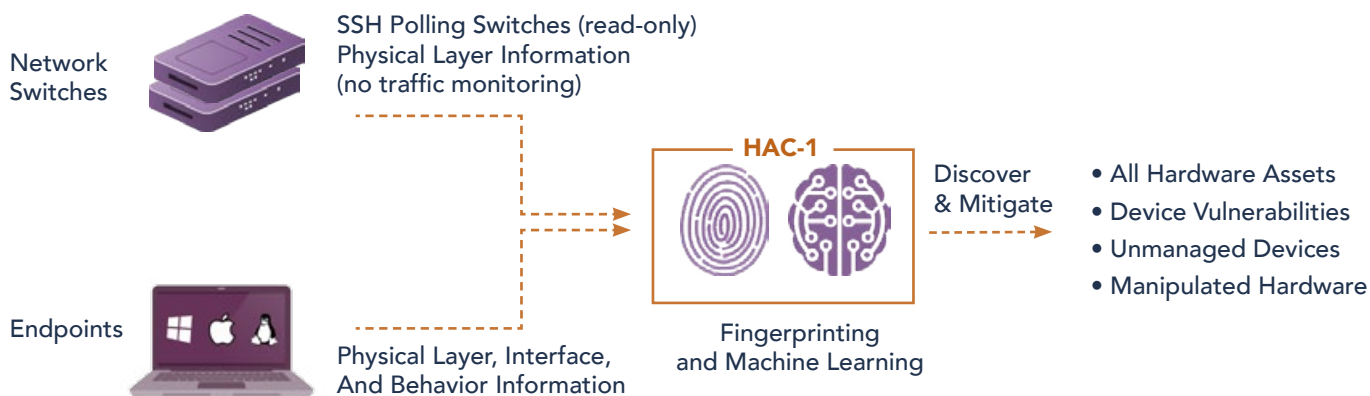 Network
Switches
SSH Polling Switches (read-only)
Physical Layer Information
(no traffic monitoring)
HAC-1
Discover
& Mitigate
• All Hardware Assets
• Device Vulnerabilities
• Unmanaged Devices
• Manipulated Hardware
Endpoints
Physical Layer, Interface,
And Behavior Information
Fingerprinting
and Machine Learning